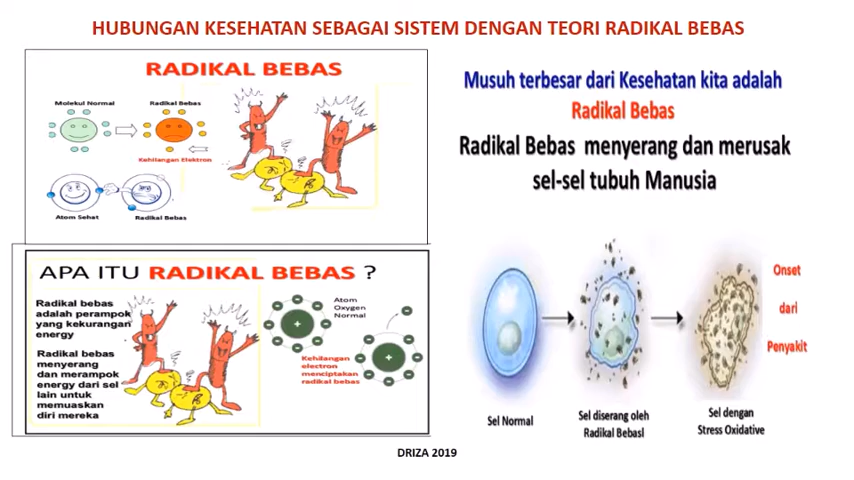 HUBUNGAN KESEHATAN SEBAGAI SISTEM DENGAN TEORI RADIKAL BEBAS
RADIKAL BEBAS
Molekul Normal
Radikal Bebas
Kehilangan Elektron
Atom Sehat
Radikal Bebas
APA ITU RADIKAL BEBAS ?
Radikal bebas
adalah perampok
yang kekurangan
energy
Radikal bebas
menyerang
dan merampok
energy dari sel
lain untuk
memuaskan
diri mereka
Atom
Oxygen
Normal
Kehilangan
electron
menciptakan
radikal bebas
Musuh terbesar dari Kesehatan kita adalah
Radikal Bebas
Radikal Bebas menyerang dan merusak
sel-sel tubuh Manusia
Sel Normal
Sel diserang oleh
Radikal Bebasl
Sel dengan
Stress Oxidative
Onset
dari
Penyakit
DRIZA 2019